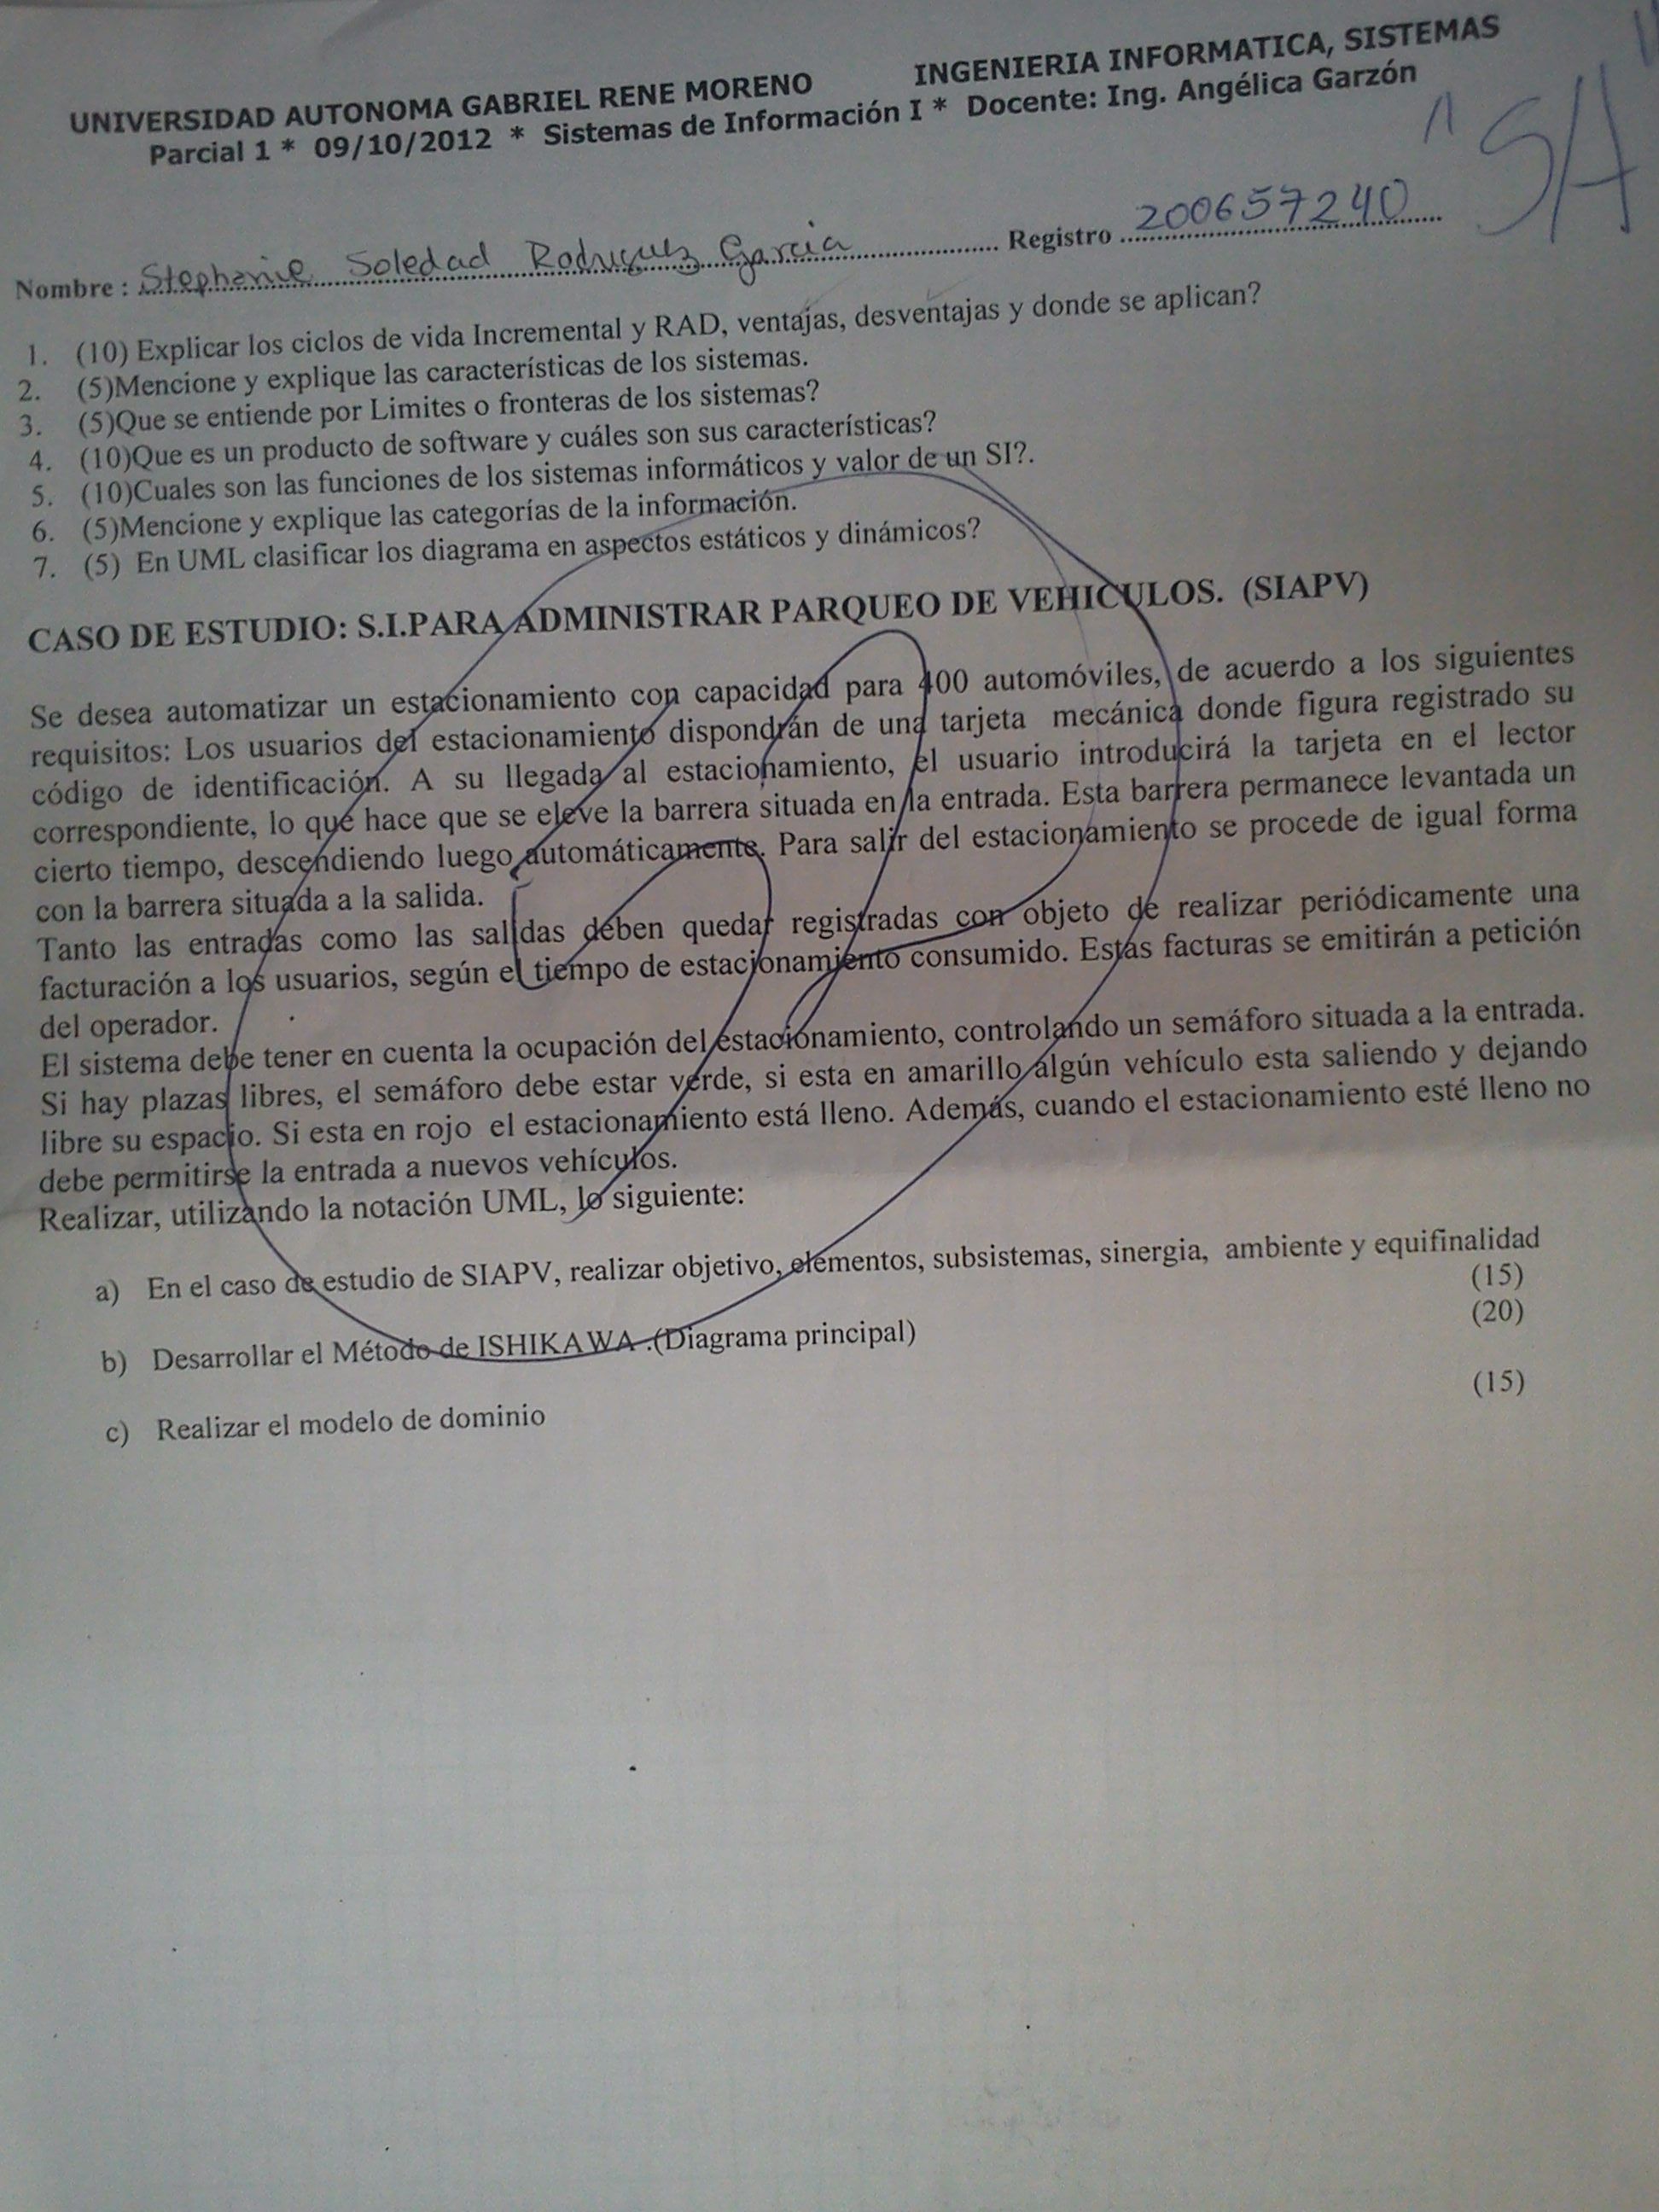 UNIVERSIDAD AUTONOMA GABRIEL RENE MORENO INGENIERIA INFORMATICA, SISTEMAS
Parcial 1 * 09/10/2012 * Sistemas de Información I * Docente: Ing. Angélica Garzón
"SA"
Nombre : Stephanie Soledad Rodriguez Garcia Registro 200657240
1. (10) Explicar los ciclos de vida Incremental y RAD, ventajas, desventajas y donde se aplican?
2. (5)Mencione y explique las características de los sistemas.
3. (5)Que se entiende por Limites o fronteras de los sistemas?
4. (10)Que es un producto de software y cuáles son sus características?
5. (10)Cuales son las funciones de los sistemas informáticos y valor de un SI?.
6. (5)Mencione y explique las categorías de la información.
7. (5) En UML clasificar los diagrama en aspectos estáticos y dinámicos?
CASO DE ESTUDIO: S.I.PARA ADMINISTRAR PARQUEO DE VEHICULOS. (SIAPV)
Se desea automatizar un estacionamiento con capacidad para 400 automóviles, de acuerdo a los siguientes
requisitos: Los usuarios del estacionamiento dispondrán de una tarjeta mecánica donde figura registrado su
código de identificación. A su llegada al estacionamiento, el usuario introducirá la tarjeta en el lector
correspondiente, lo que hace que se eleve la barrera situada en la entrada. Esta barrera permanece levantada un
cierto tiempo, descendiendo luego automáticamente. Para salir del estacionamiento se procede de igual forma
con la barrera situada a la salida.
Tanto las entradas como las salidas deben quedar registradas con objeto de realizar periódicamente una
facturación a los usuarios, según el tiempo de estacionamiento consumido. Estas facturas se emitirán a petición
del operador.
El sistema debe tener en cuenta la ocupación del estacionamiento, controlando un semáforo situada a la entrada.
Si hay plazas libres, el semáforo debe estar verde, si esta en amarillo algún vehículo esta saliendo y dejando
libre su espacio. Si esta en rojo el estacionamiento está lleno. Además, cuando el estacionamiento esté lleno no
debe permitirse la entrada a nuevos vehículos.
Realizar, utilizando la notación UML, lo siguiente:
a) En el caso de estudio de SIAPV, realizar objetivo, elementos, subsistemas, sinergia, ambiente y equifinalidad
(15)
(20)
b) Desarrollar el Método de ISHIKAWA .(Diagrama principal)
(15)
c) Realizar el modelo de dominio